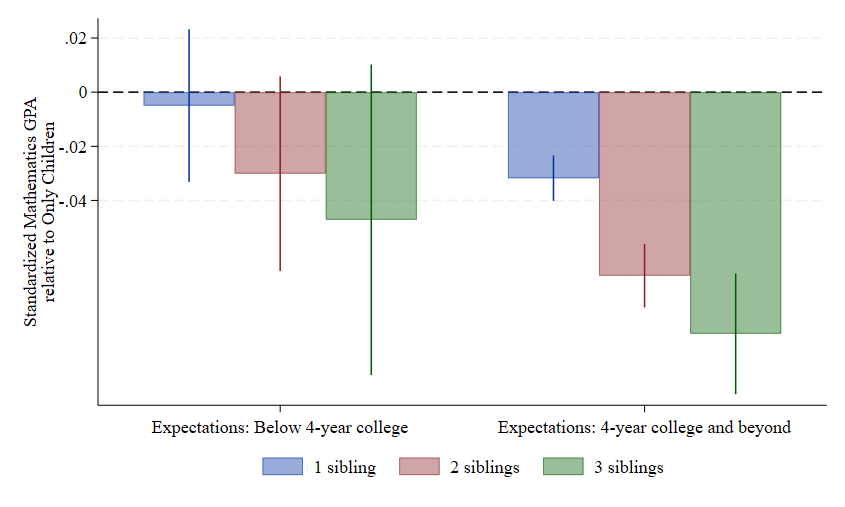 Standardized Mathematics GPA
relative to Only Children
.02
0
-.02
-.04
Expectations: Below 4-year college
Expectations: 4-year college and beyond
1 sibling
2 siblings
3 siblings